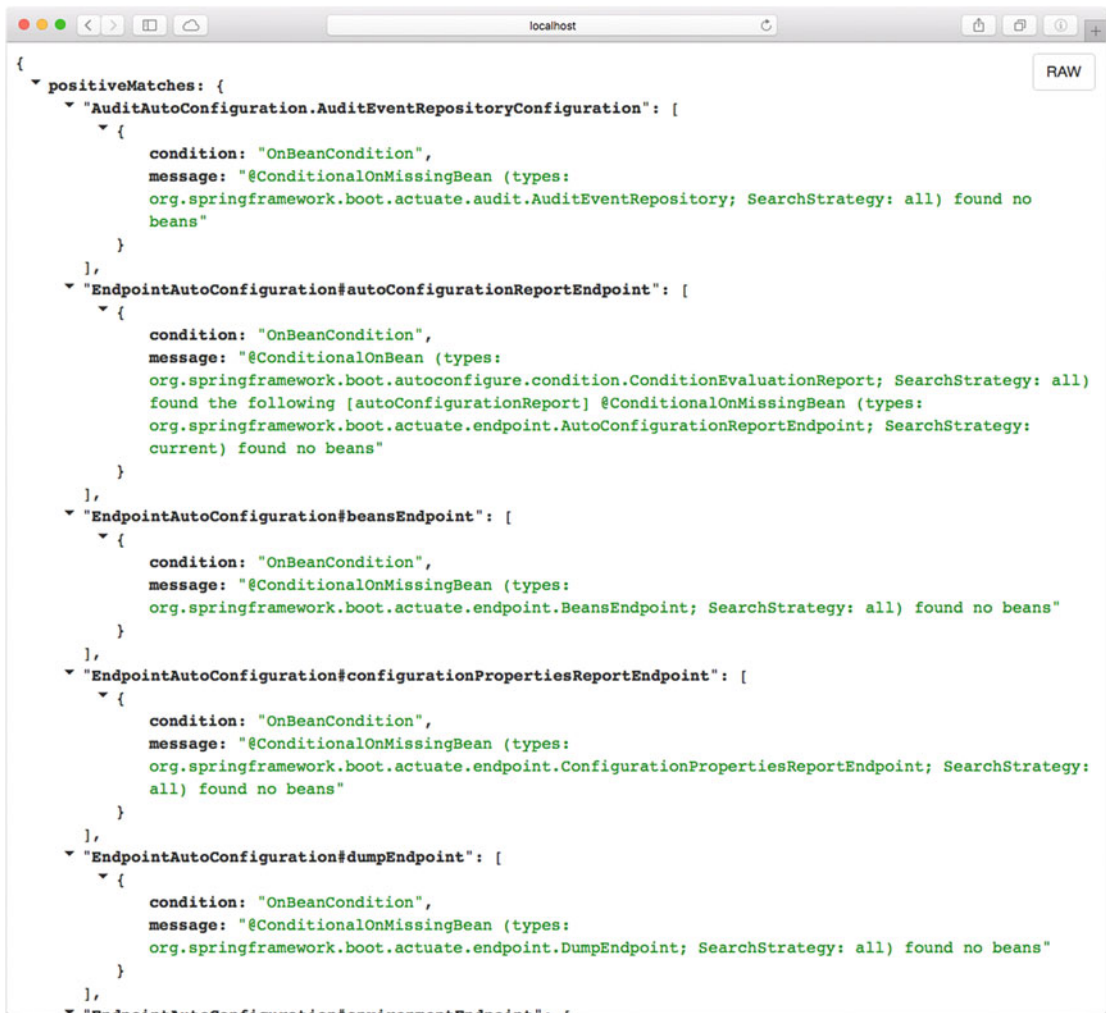 localhost
RAW
{
positiveMatches: {
"AuditAutoConfiguration.AuditEventRepositoryConfiguration": [
{
condition: "OnBeanCondition",
message: "@ConditionalOnMissingBean (types:
org.springframework.boot.actuate.audit.AuditEventRepository; SearchStrategy: all) found no
beans"
}
],
"EndpointAutoConfiguration#autoConfigurationReportEndpoint": [
{
condition: "OnBeanCondition",
message: "@ConditionalOnBean (types:
org.springframework.boot.autoconfigure.condition.ConditionEvaluationReport; SearchStrategy: all)
found the following [autoConfigurationReport] @ConditionalOnMissingBean (types:
org.springframework.boot.actuate.endpoint.AutoConfigurationReportEndpoint; SearchStrategy:
current) found no beans"
}
],
"EndpointAutoConfiguration#beansEndpoint": [
{
condition: "OnBeanCondition",
message: "@ConditionalOnMissingBean (types:
org.springframework.boot.actuate.endpoint.BeansEndpoint; SearchStrategy: all) found no beans"
}
],
"EndpointAutoConfiguration#configurationPropertiesReportEndpoint": [
{
condition: "OnBeanCondition",
message: "@ConditionalOnMissingBean (types:
org.springframework.boot.actuate.endpoint.ConfigurationPropertiesReportEndpoint; SearchStrategy:
all) found no beans"
}
],
"EndpointAutoConfiguration#dumpEndpoint": [
{
condition: "OnBeanCondition",
message: "@ConditionalOnMissingBean (types:
org.springframework.boot.actuate.endpoint.DumpEndpoint; SearchStrategy: all) found no beans"
}
],